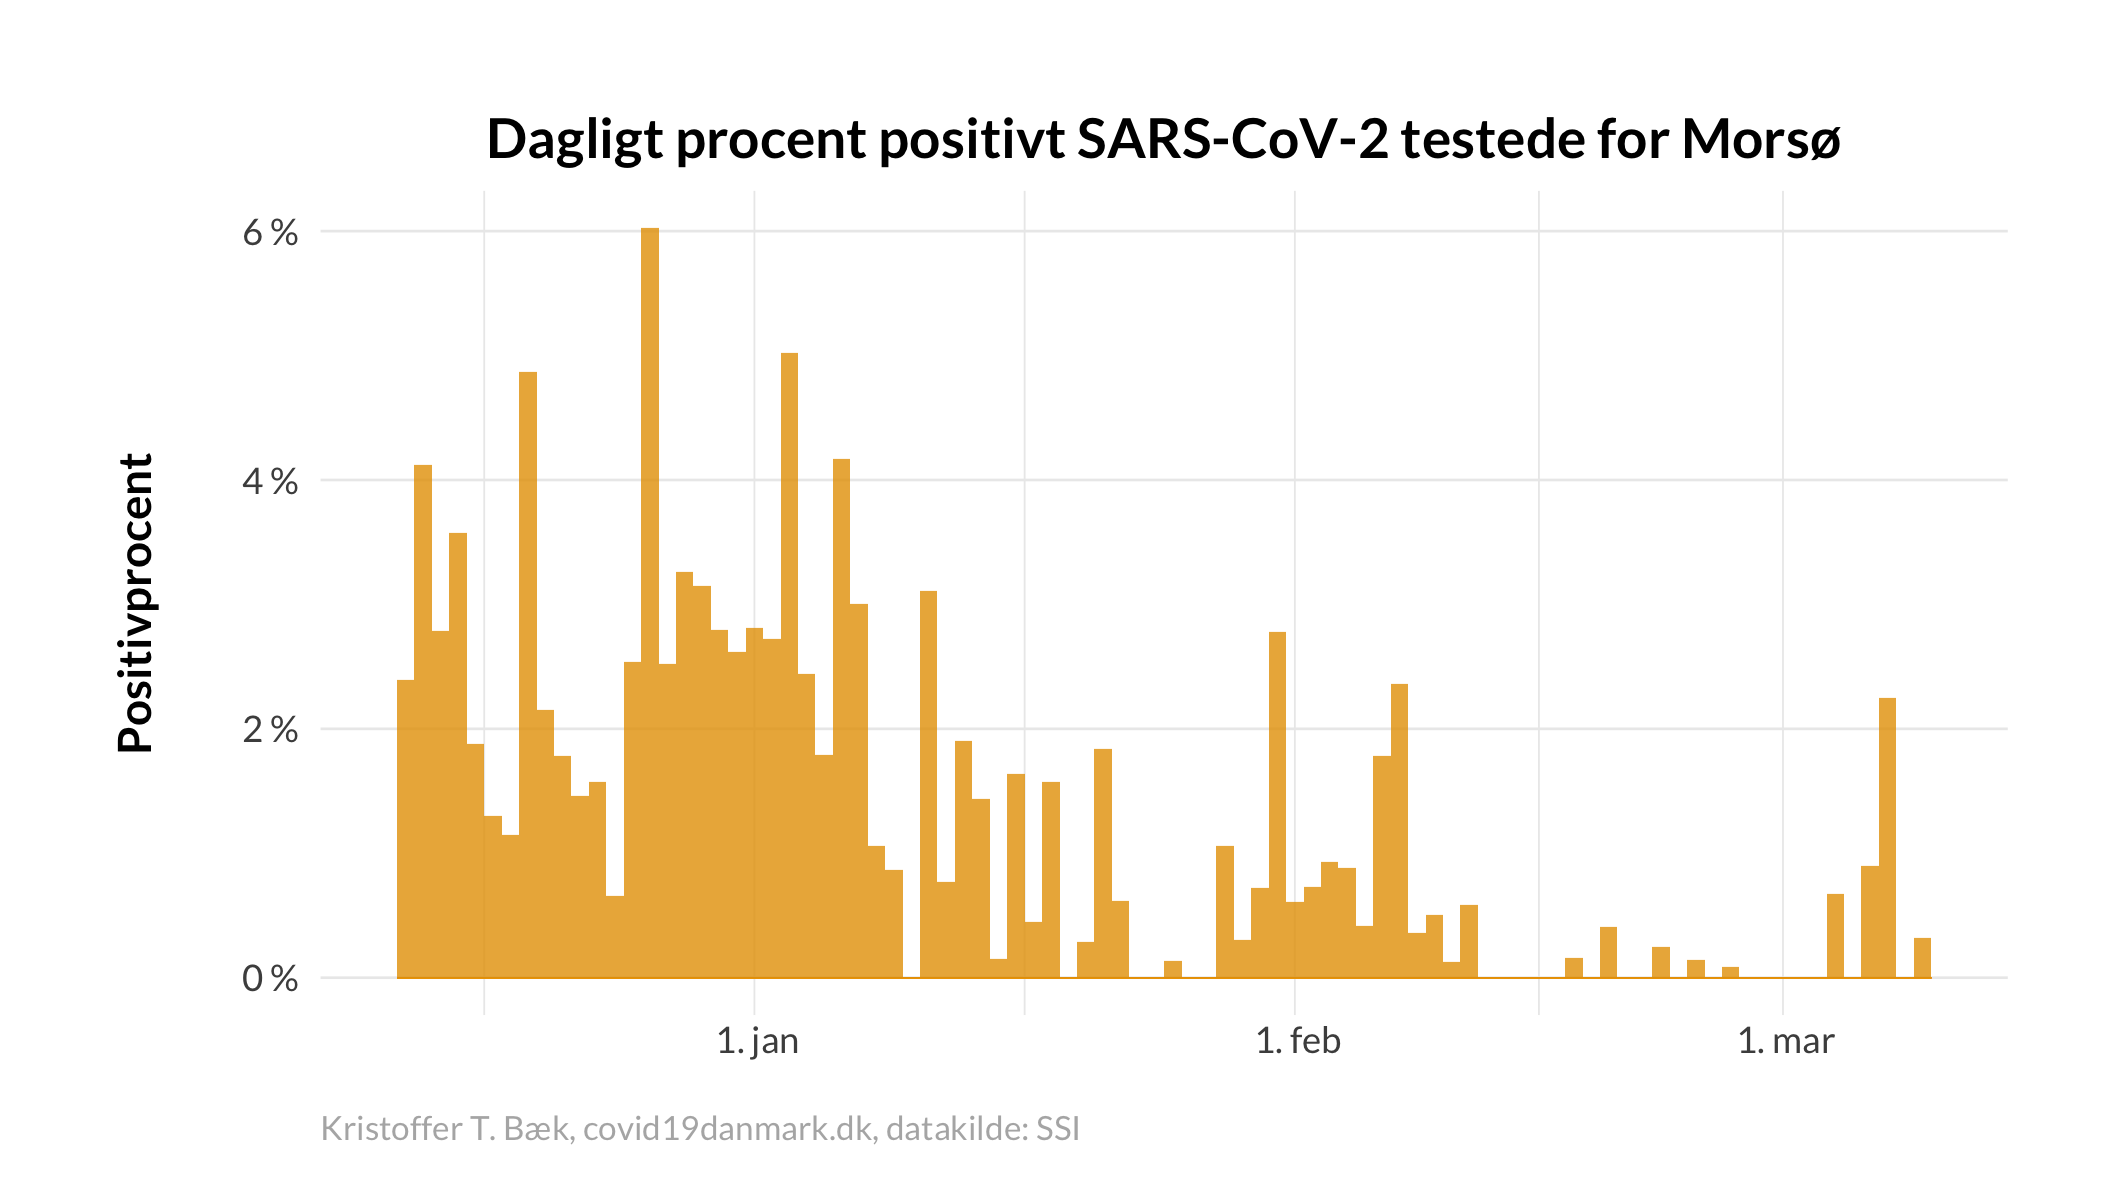 Dagligt procent positivt SARS-CoV-2 testede for Morsø
Positivprocent
6 %
4 %
2 %
0 %
1. jan
1. feb
1. mar
Kristoffer T. Bæk, covid19danmark.dk, datakilde: SSI